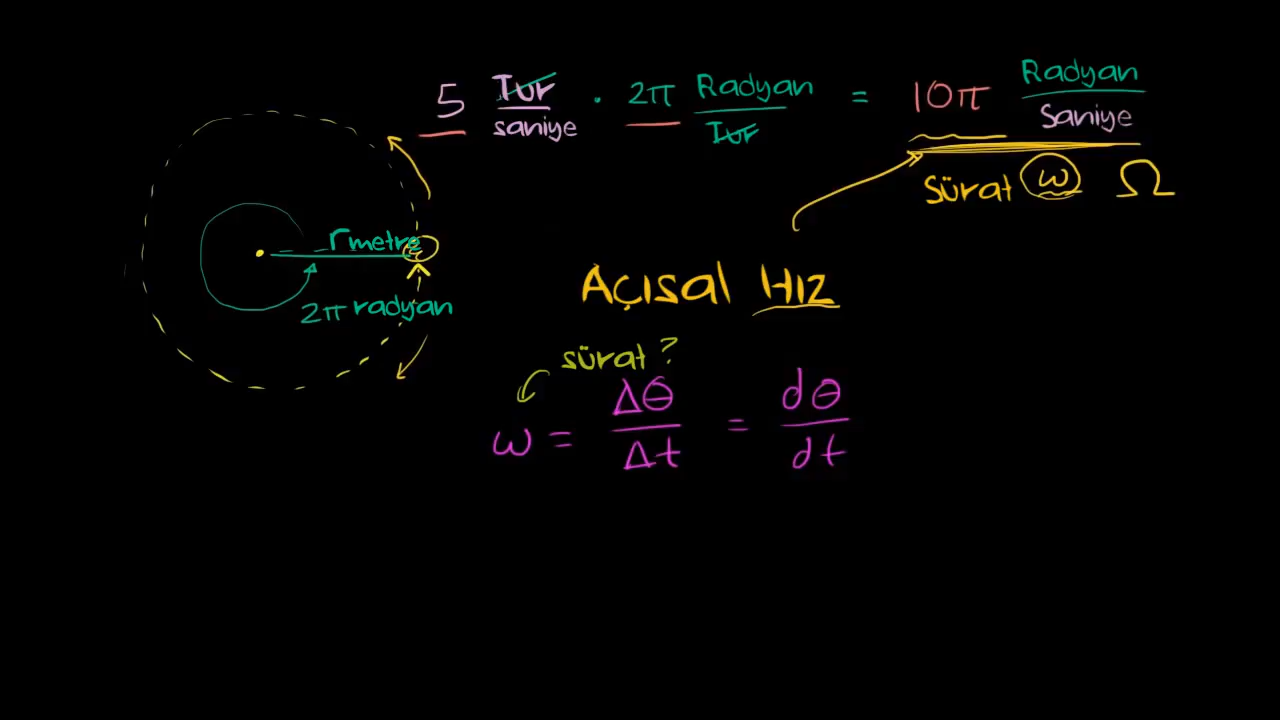 5 Tur/saniye · 2π Radyan/Tur = 10π Radyan/Saniye
Sürat ω Ω
r metre
2π radyan
Açısal Hız
sürat ?
ω = Δθ/Δt = dθ/dt